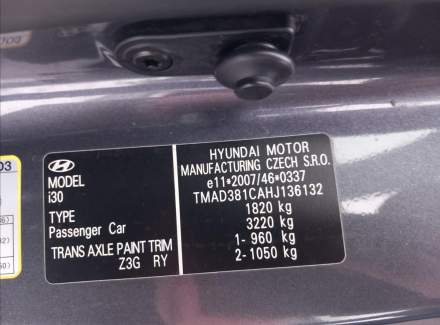 HYUNDAI MOTOR
MANUFACTURING CZECH S.R.O.
e11*2007/46*0337
TMAD381CAHJ136132
1820 kg
3220 kg
1- 960 kg
2- 1050 kg
MODEL
i30
TYPE
Passenger Car
TRANS AXLE PAINT TRIM
Z3G RY
03